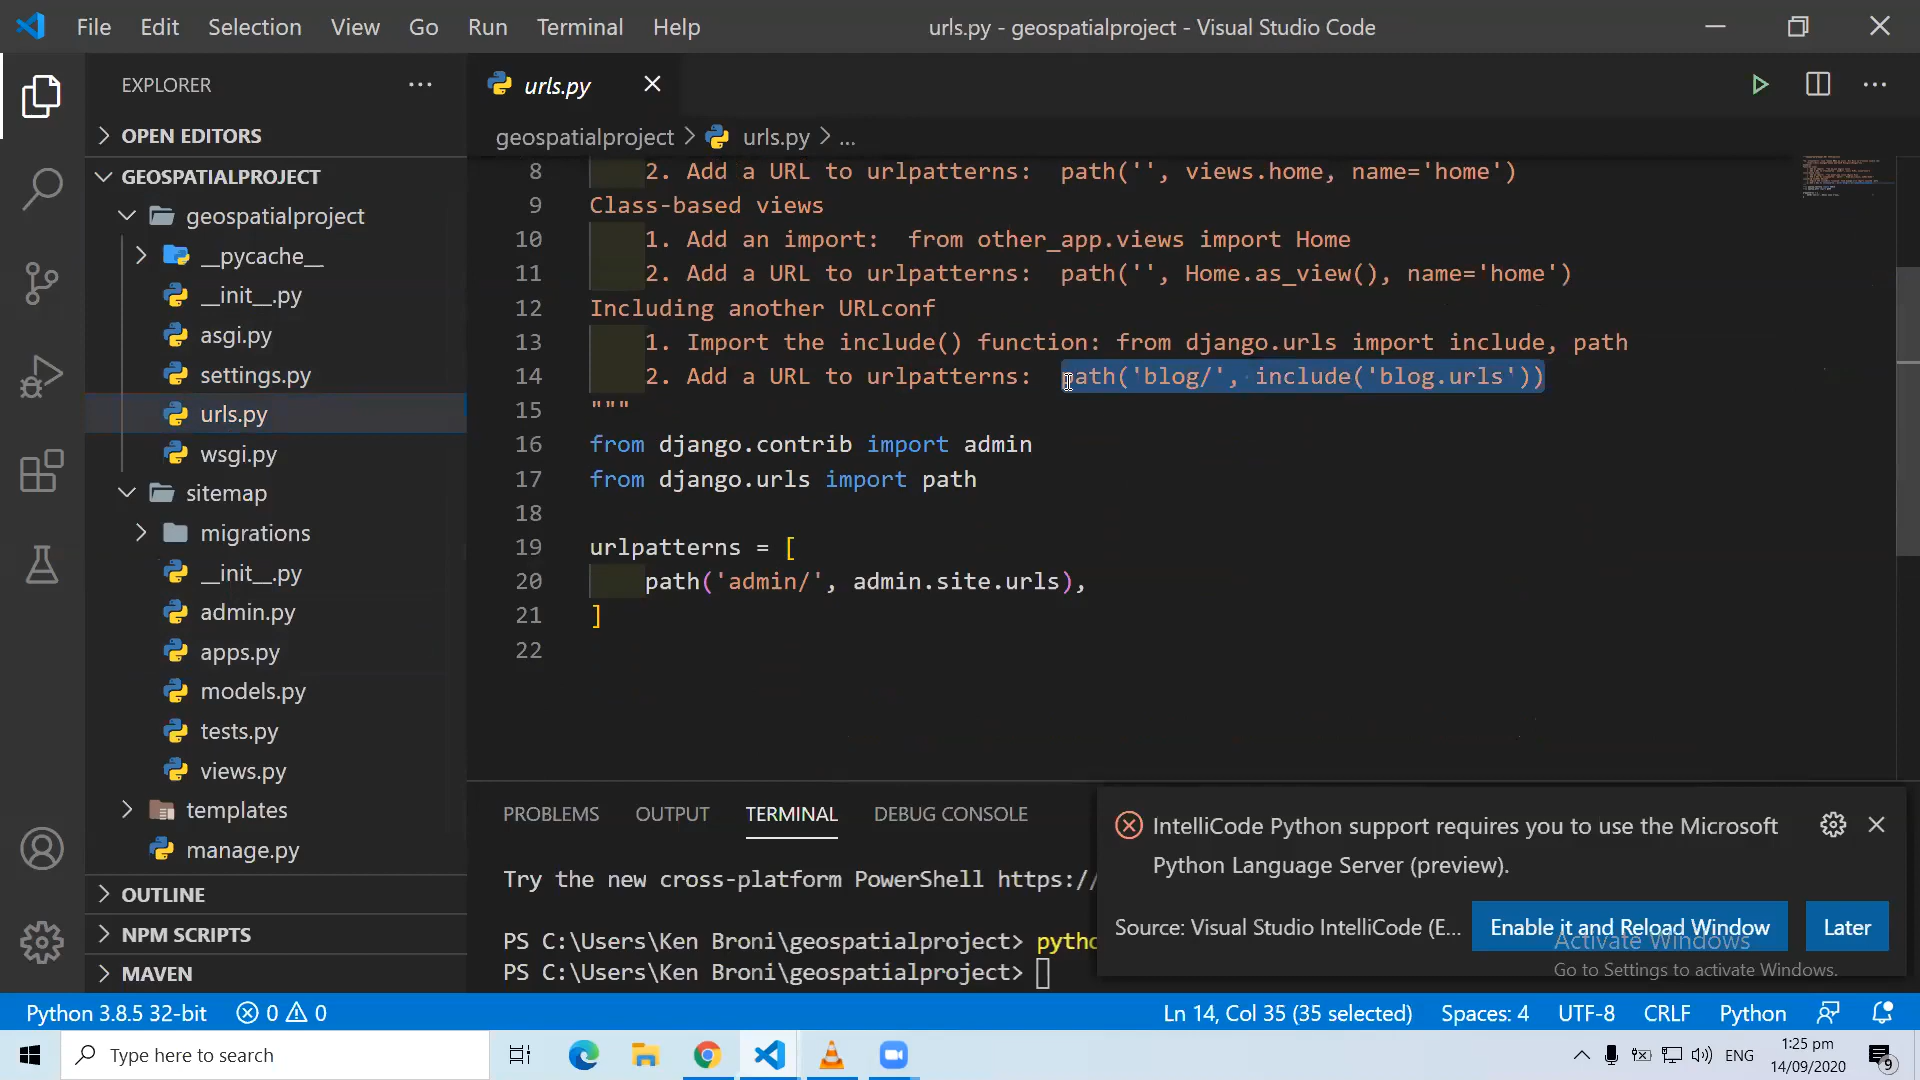 File Edit Selection View Go Run Terminal Help
urls.py - geospatialproject - Visual Studio Code
EXPLORER
OPEN EDITORS
GEOSPATIALPROJECT
geospatialproject
__pycache__
__init__.py
asgi.py
settings.py
urls.py
wsgi.py
sitemap
migrations
__init__.py
admin.py
apps.py
models.py
tests.py
views.py
templates
manage.py
OUTLINE
NPM SCRIPTS
MAVEN
urls.py
geospatialproject > urls.py > ...
8 2. Add a URL to urlpatterns:  path('', views.home, name='home')
9 Class-based views
10 1. Add an import:  from other_app.views import Home
11 2. Add a URL to urlpatterns:  path('', Home.as_view(), name='home')
12 Including another URLconf
13 1. Import the include() function: from django.urls import include, path
14 2. Add a URL to urlpatterns:  path('blog/', include('blog.urls'))
15 """
16 from django.contrib import admin
17 from django.urls import path
18
19 urlpatterns = [
20 path('admin/', admin.site.urls),
21 ]
22
PROBLEMS OUTPUT TERMINAL DEBUG CONSOLE
Try the new cross-platform PowerShell https:/
PS C:\Users\Ken Broni\geospatialproject> pytho
PS C:\Users\Ken Broni\geospatialproject>
IntelliCode Python support requires you to use the Microsoft
Python Language Server (preview).
Source: Visual Studio IntelliCode (E... Enable it and Reload Window Later
Activate Windows
Go to Settings to activate Windows.
Python 3.8.5 32-bit 0 0 Ln 14, Col 35 (35 selected) Spaces: 4 UTF-8 CRLF Python
Type here to search
ENG
1:25 pm
14/09/2020
9